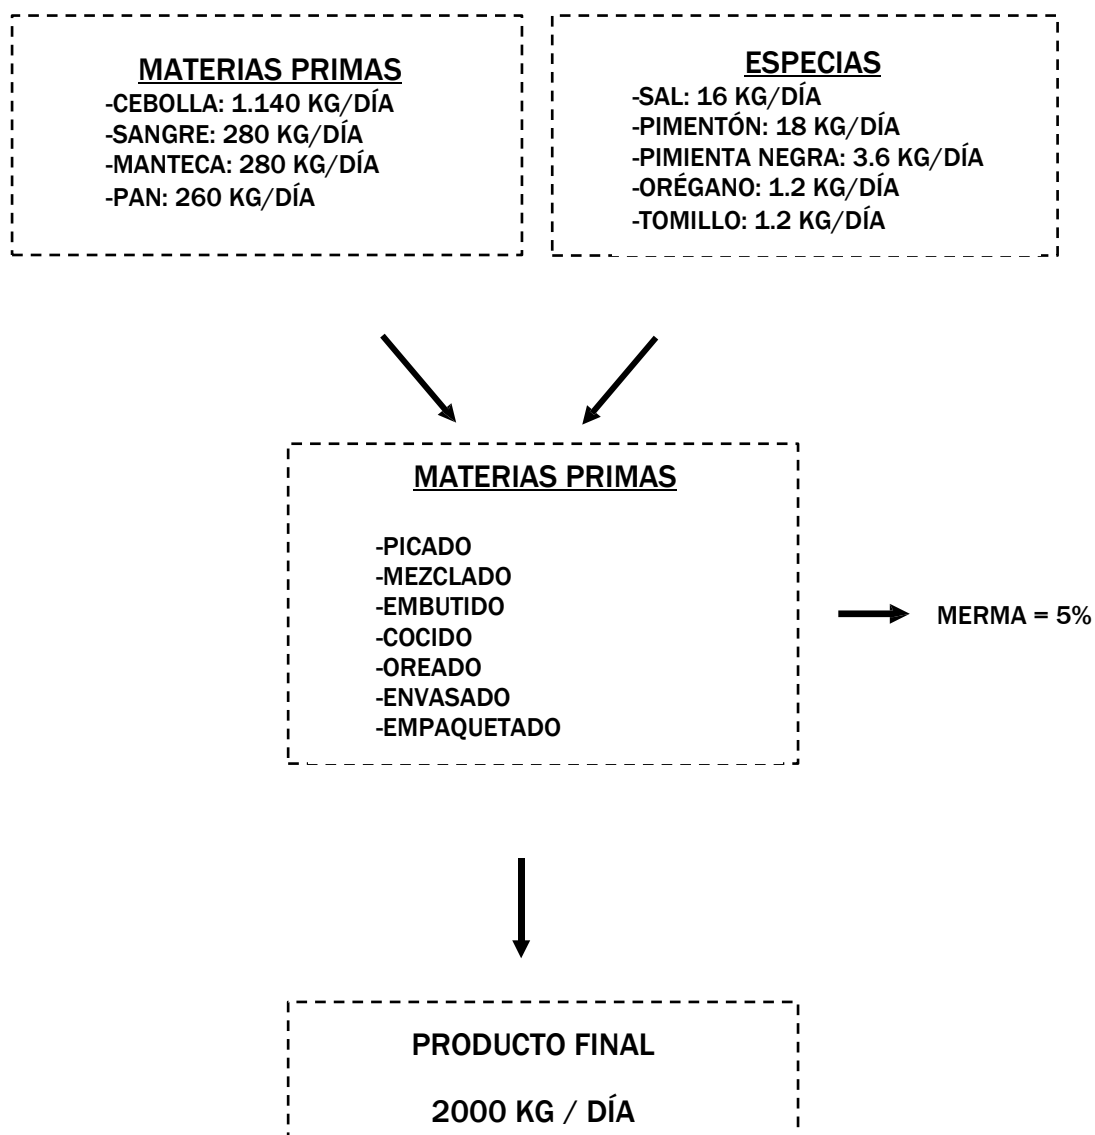 MATERIAS PRIMAS
-CEBOLLA: 1.140 KG/DÍA
-SANGRE: 280 KG/DÍA
-MANTECA: 280 KG/DÍA
-PAN: 260 KG/DÍA
ESPECIAS
-SAL: 16 KG/DÍA
-PIMENTÓN: 18 KG/DÍA
-PIMIENTA NEGRA: 3.6 KG/DÍA
-ORÉGANO: 1.2 KG/DÍA
-TOMILLO: 1.2 KG/DÍA
MATERIAS PRIMAS
-PICADO
-MEZCLADO
-EMBUTIDO
-COCIDO
-OREADO
-ENVASADO
-EMPAQUETADO
MERMA = 5%
PRODUCTO FINAL
2000 KG / DÍA